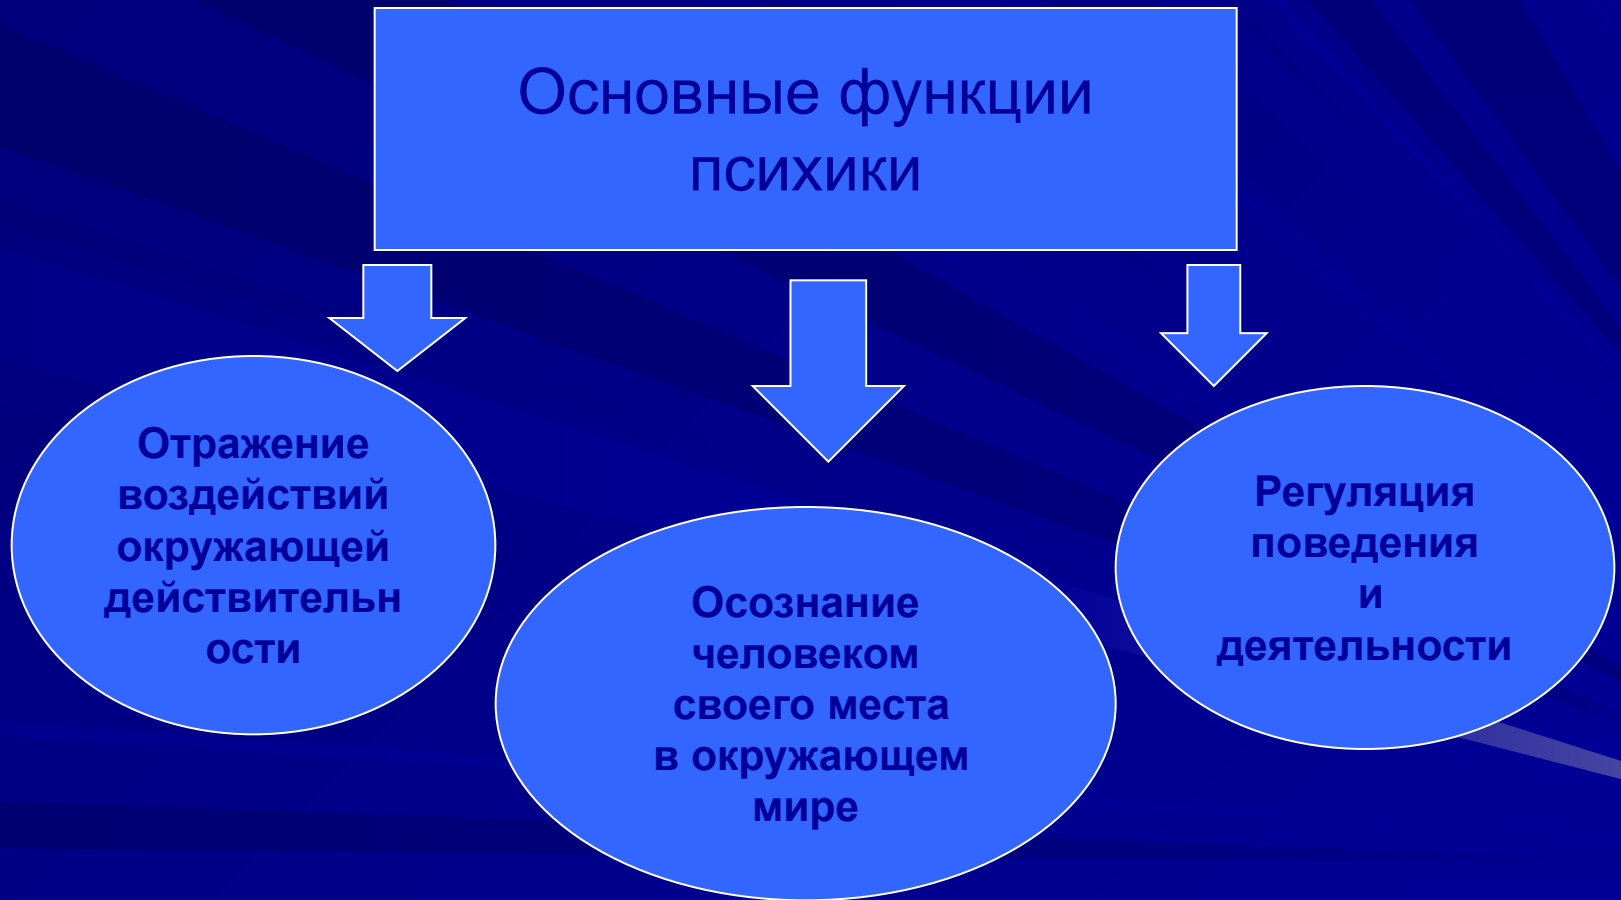 Основные функции
психики
Отражение
воздействий
окружающей
действительн
ости
Осознание
человеком
своего места
в окружающем
мире
Регуляция
поведения
и
деятельности